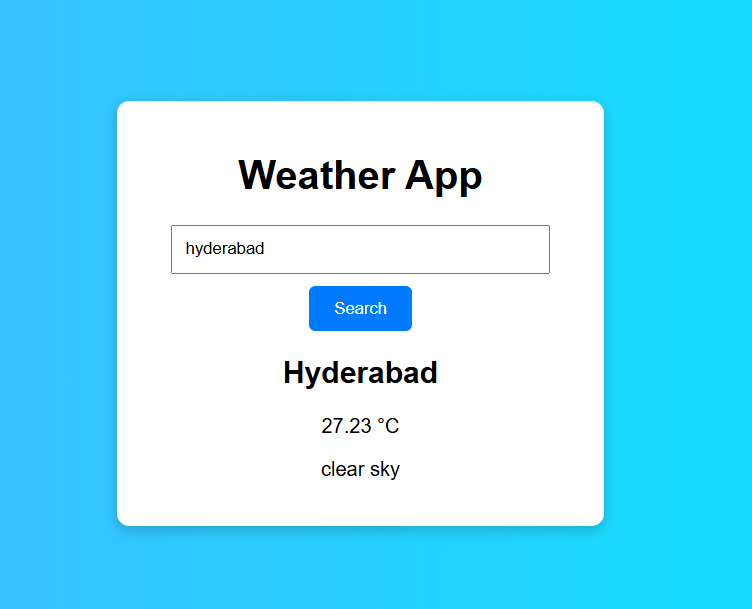 Weather App
hyderabad
Search
Hyderabad
27.23 °C
clear sky